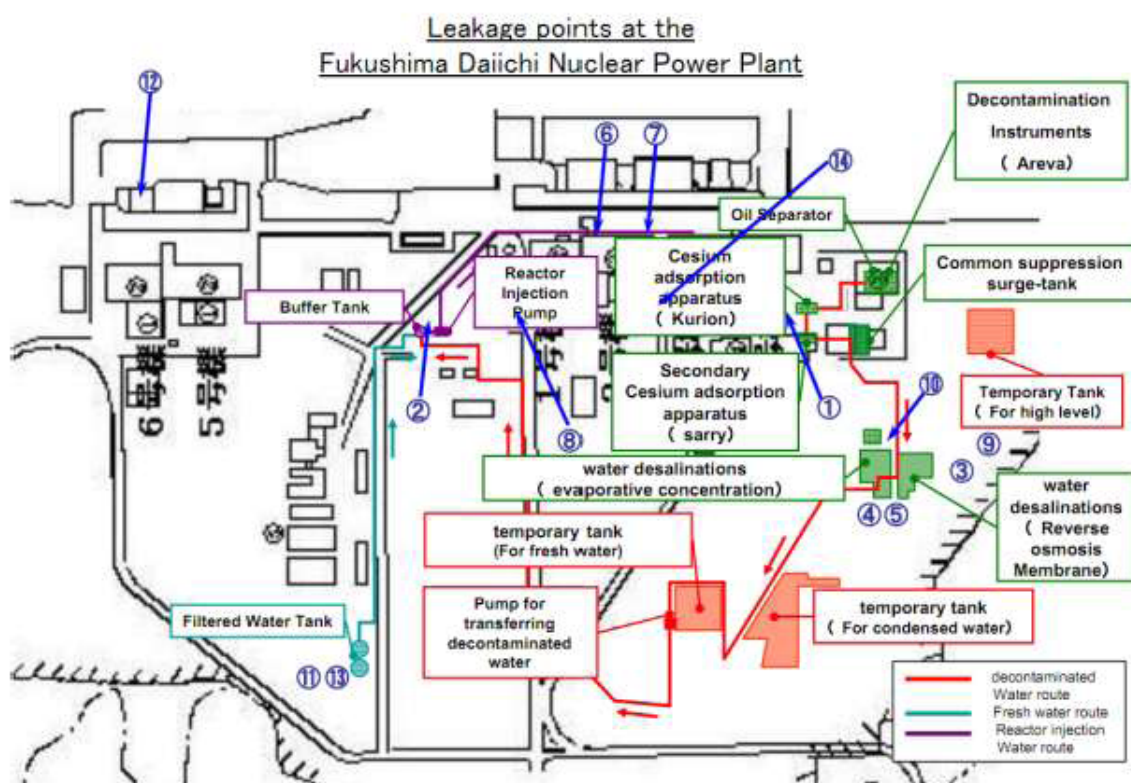 Leakage points at the
Fukushima Daiichi Nuclear Power Plant
⑫
⑥
⑦
⑭
Decontamination
Instruments
( Areva)
Oil Separator
Cesium
adsorption
apparatus
( Kurion)
Common suppression
surge-tank
Reactor
Injection
Pump
Buffer Tank
6号機
5号機
②
⑧
①
Secondary
Cesium adsorption
apparatus
( sarry)
Temporary Tank
( For high level)
⑩
⑨
③
④ ⑤
water desalinations
( evaporative concentration)
water
desalinations
( Reverse
osmosis
Membrane)
temporary tank
(For fresh water)
Pump for
transferring
decontaminated
water
temporary tank
( For condensed water)
Filtered Water Tank
⑪ ⑬
decontaminated
Water route
Fresh water route
Reactor injection
Water route